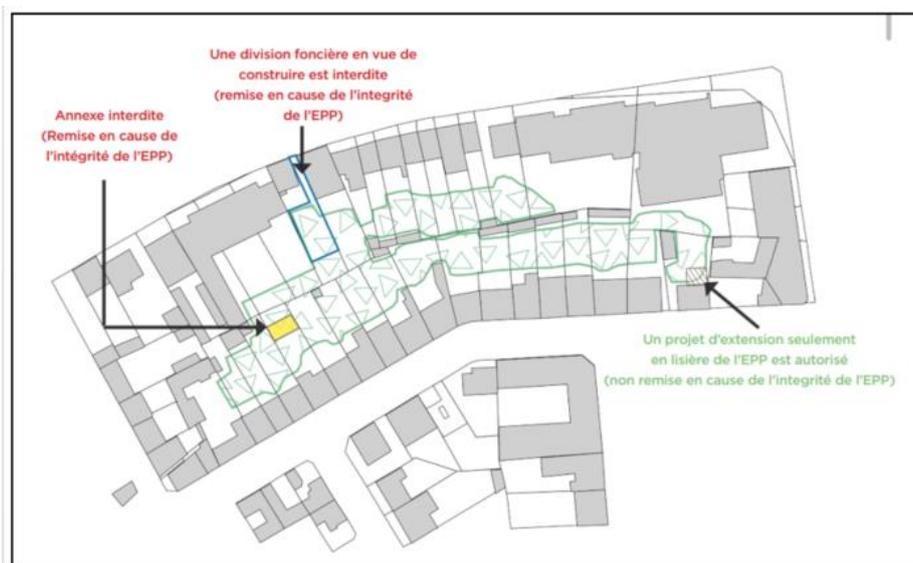 Une division foncière en vue de
construire est interdite
(remise en cause de l'integrité
de l'EPP)
Annexe interdite
(Remise en cause de
l'intégrité de l'EPP)
Un projet d'extension seulement
en lisière de l'EPP est autorisé
(non remise en cause de l'integrité de l'EPP)